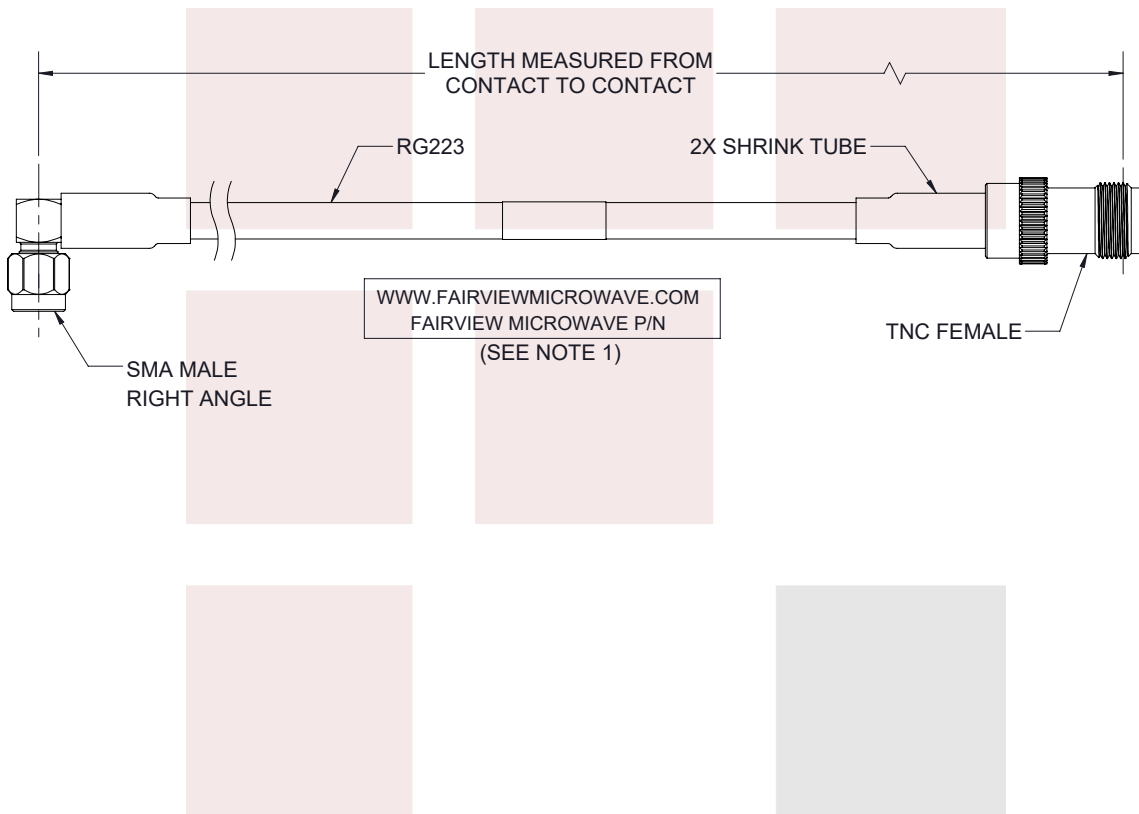 LENGTH MEASURED FROM
CONTACT TO CONTACT
RG223
2X SHRINK TUBE
WWW.FAIRVIEWMICROWAVE.COM
FAIRVIEW MICROWAVE P/N
(SEE NOTE 1)
TNC FEMALE
SMA MALE
RIGHT ANGLE